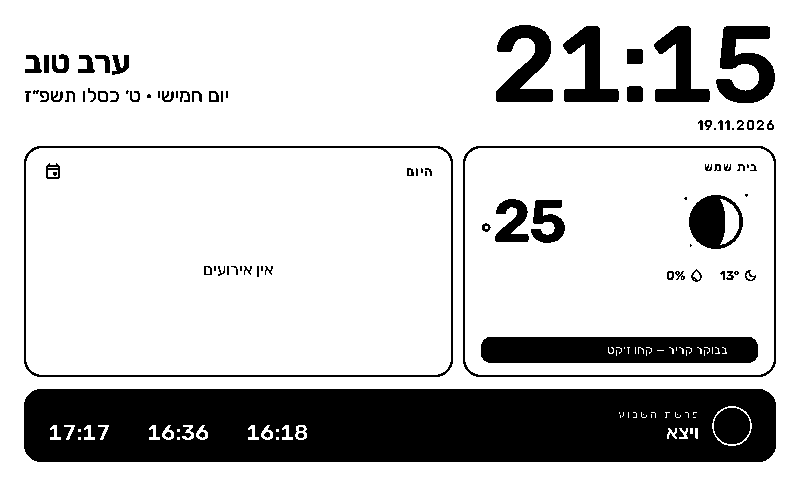 21:15
19.11.2026
ערב טוב
יום חמישי • ט׳ כסלו תשפ״ז
בית שמש
25°
13° 0%
בבוקר קריר – קחו ז׳קט
היום
אין אירועים
פרשת השבוע
ויצא
16:18 16:36 17:17